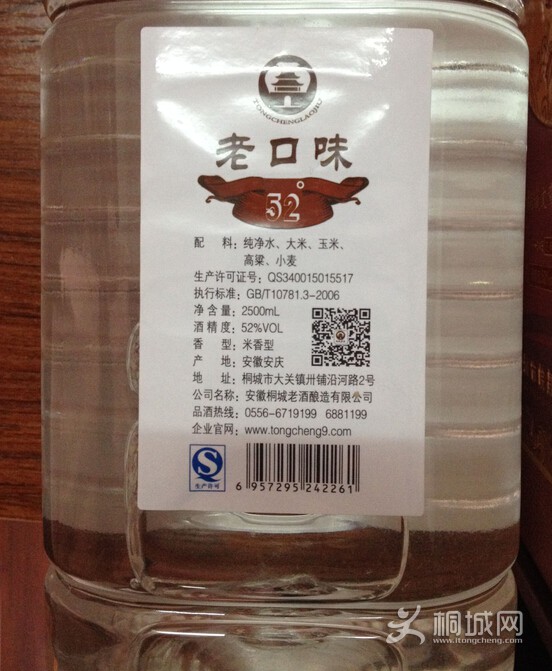 TONGCHENGLAOJIU
老口味
52°
配 料：纯净水、大米、玉米、
高粱、小麦
生产许可证号：QS340015015517
执行标准：GB/T10781.3-2006
净含量：2500mL
酒精度：52%VOL
香 型：米香型
产 地：安徽安庆
地 址：桐城市大关镇卅铺沿河路2号
公司名称：安徽桐城老酒酿造有限公司
品酒热线：0556-6719199 6881199
企业官网：www.tongcheng9.com
QS
生产许可
6 957295 242261
桐城网
www.itongcheng.com